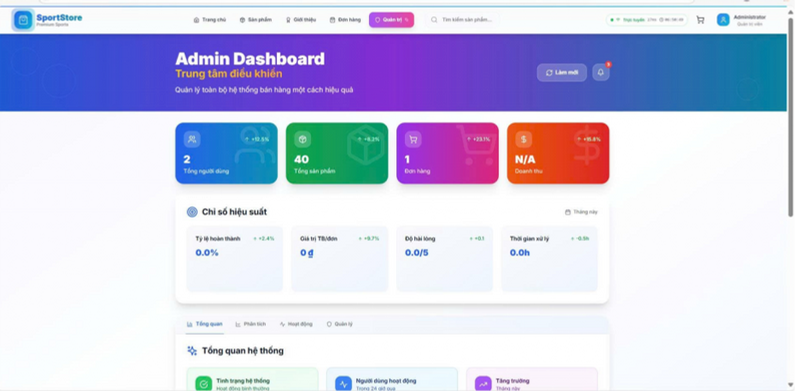 SportStore
Premium Sports
Trang chủ
Sản phẩm
Giới thiệu
Đơn hàng
Quản trị
Tìm kiếm sản phẩm...
Trực tuyến
Administrator
Quản trị viên
Admin Dashboard
Trung tâm điều khiển
Quản lý toàn bộ hệ thống bán hàng một cách hiệu quả
Làm mới
+12.5%
2
Tổng người dùng
+8.2%
40
Tổng sản phẩm
+23.1%
1
Đơn hàng
+15.8%
N/A
Doanh thu
Chỉ số hiệu suất
Tháng này
Tỷ lệ hoàn thành
+2.4%
0.0%
Giá trị TB/đơn
+9.7%
0 ₫
Độ hài lòng
+0.1
0.0/5
Thời gian xử lý
-0.5h
0.0h
Tổng quan
Phân tích
Hoạt động
Quản lý
Tổng quan hệ thống
Tình trạng hệ thống
Hoạt động bình thường
Người dùng hoạt động
Trong 24 giờ qua
Tăng trưởng
Tháng này